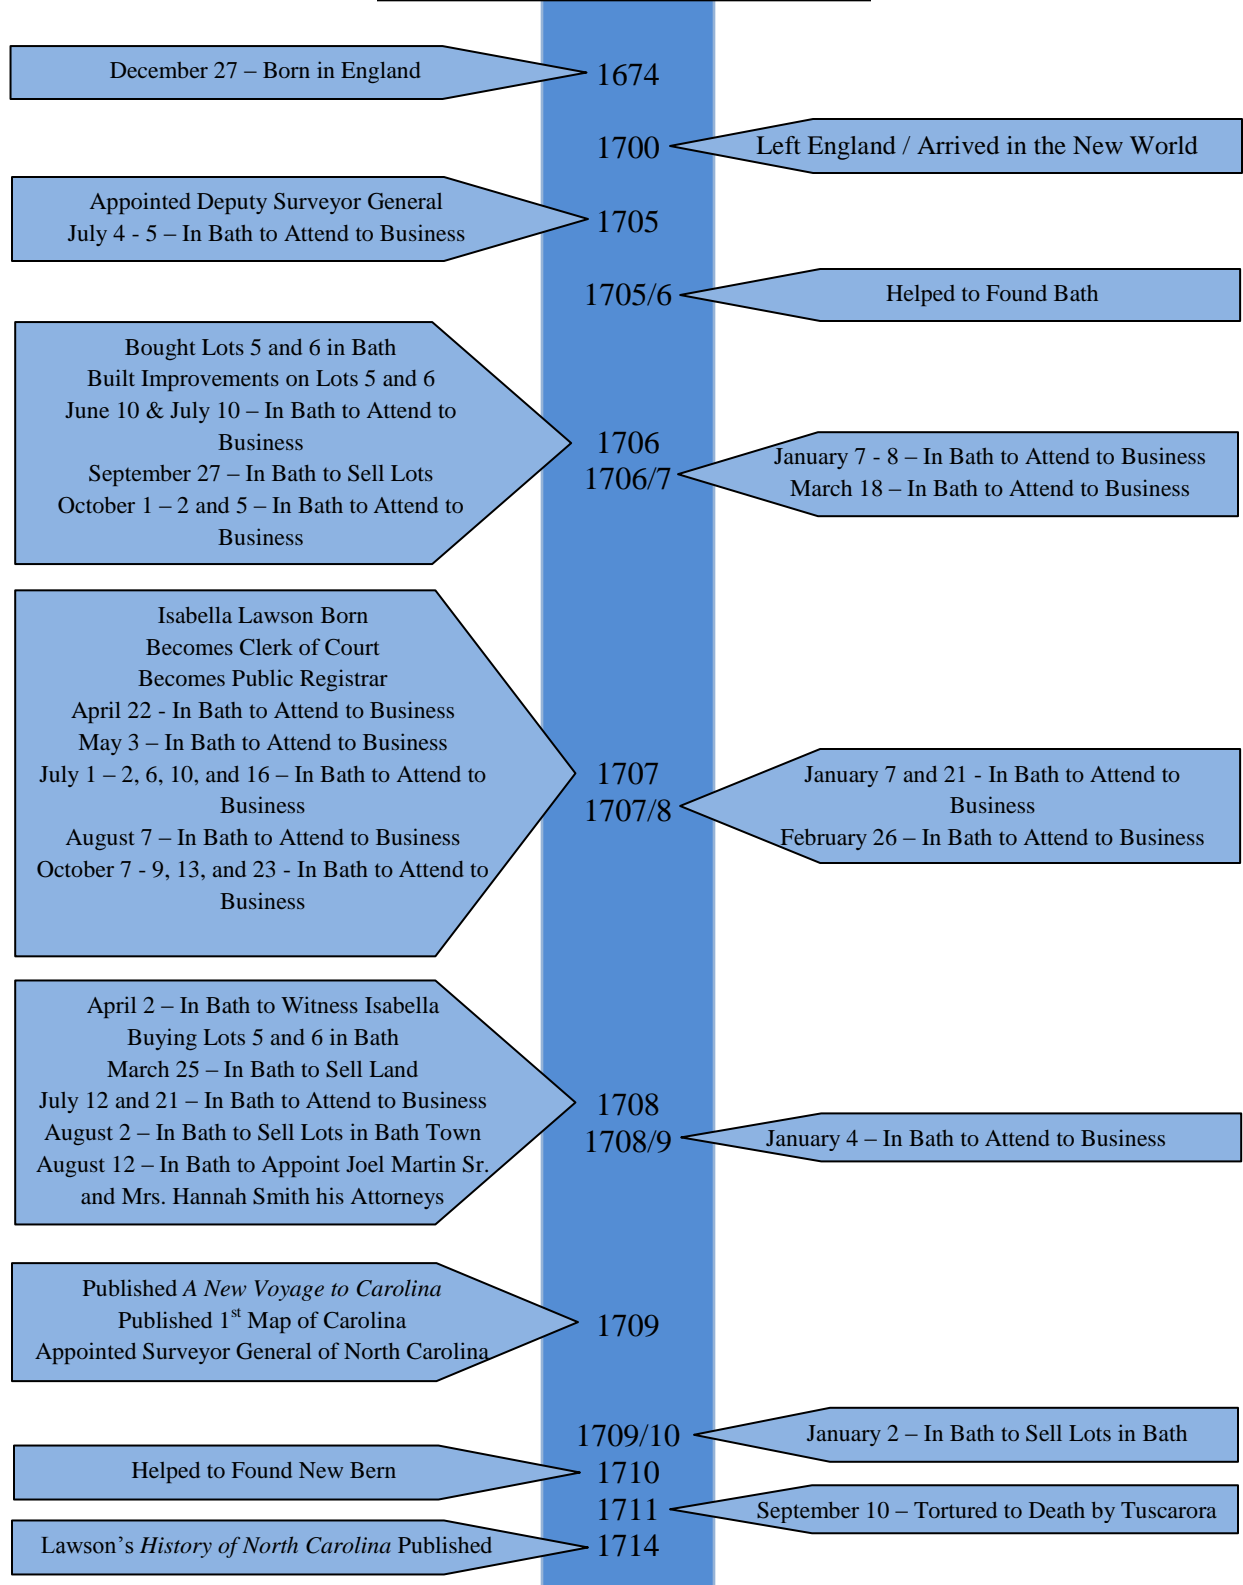 December 27 – Born in England
1674
1700
Left England / Arrived in the New World
Appointed Deputy Surveyor General
July 4 - 5 – In Bath to Attend to Business
1705
1705/6
Helped to Found Bath
Bought Lots 5 and 6 in Bath
Built Improvements on Lots 5 and 6
June 10 & July 10 – In Bath to Attend to
Business
September 27 – In Bath to Sell Lots
October 1 – 2 and 5 – In Bath to Attend to
Business
1706
1706/7
January 7 - 8 – In Bath to Attend to Business
March 18 – In Bath to Attend to Business
Isabella Lawson Born
Becomes Clerk of Court
Becomes Public Registrar
April 22 - In Bath to Attend to Business
May 3 – In Bath to Attend to Business
July 1 – 2, 6, 10, and 16 – In Bath to Attend to
Business
August 7 – In Bath to Attend to Business
October 7 - 9, 13, and 23 - In Bath to Attend to
Business
1707
1707/8
January 7 and 21 - In Bath to Attend to
Business
February 26 – In Bath to Attend to Business
April 2 – In Bath to Witness Isabella
Buying Lots 5 and 6 in Bath
March 25 – In Bath to Sell Land
July 12 and 21 – In Bath to Attend to Business
August 2 – In Bath to Sell Lots in Bath Town
August 12 – In Bath to Appoint Joel Martin Sr.
and Mrs. Hannah Smith his Attorneys
1708
1708/9
January 4 – In Bath to Attend to Business
Published A New Voyage to Carolina
Published 1st Map of Carolina
Appointed Surveyor General of North Carolina
1709
1709/10
January 2 – In Bath to Sell Lots in Bath
Helped to Found New Bern
1710
1711
September 10 – Tortured to Death by Tuscarora
Lawson's History of North Carolina Published
1714